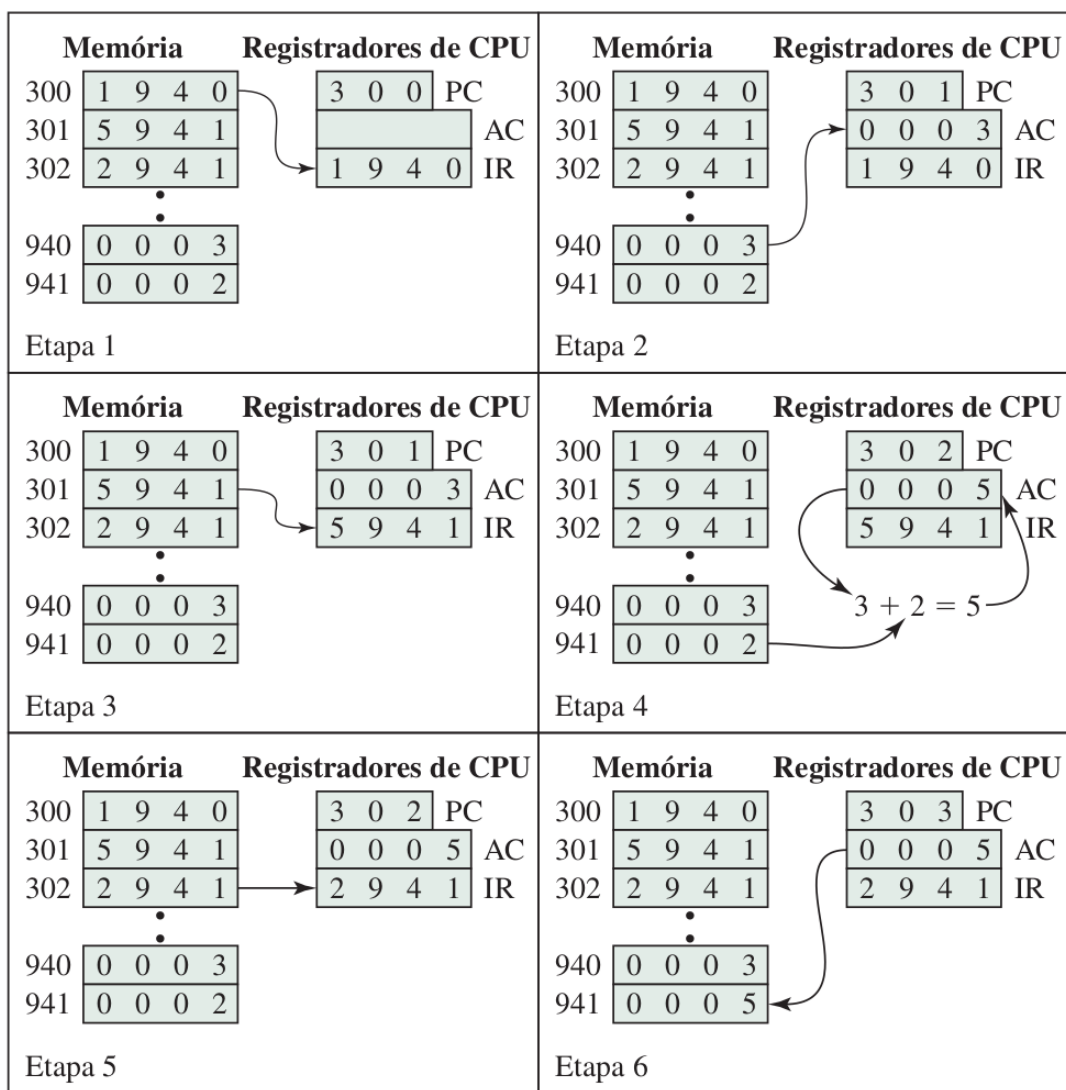 Memória Registradores de CPU
300 1 9 4 0 3 0 0 PC
301 5 9 4 1 AC
302 2 9 4 1 1 9 4 0 IR
940 0 0 0 3
941 0 0 0 2
Etapa 1
Memória Registradores de CPU
300 1 9 4 0 3 0 1 PC
301 5 9 4 1 0 0 0 3 AC
302 2 9 4 1 1 9 4 0 IR
940 0 0 0 3
941 0 0 0 2
Etapa 2
Memória Registradores de CPU
300 1 9 4 0 3 0 1 PC
301 5 9 4 1 0 0 0 3 AC
302 2 9 4 1 5 9 4 1 IR
940 0 0 0 3
941 0 0 0 2
Etapa 3
Memória Registradores de CPU
300 1 9 4 0 3 0 2 PC
301 5 9 4 1 0 0 0 5 AC
302 2 9 4 1 5 9 4 1 IR
940 0 0 0 3 3 + 2 = 5
941 0 0 0 2
Etapa 4
Memória Registradores de CPU
300 1 9 4 0 3 0 2 PC
301 5 9 4 1 0 0 0 5 AC
302 2 9 4 1 2 9 4 1 IR
940 0 0 0 3
941 0 0 0 2
Etapa 5
Memória Registradores de CPU
300 1 9 4 0 3 0 3 PC
301 5 9 4 1 0 0 0 5 AC
302 2 9 4 1 2 9 4 1 IR
940 0 0 0 3
941 0 0 0 5
Etapa 6